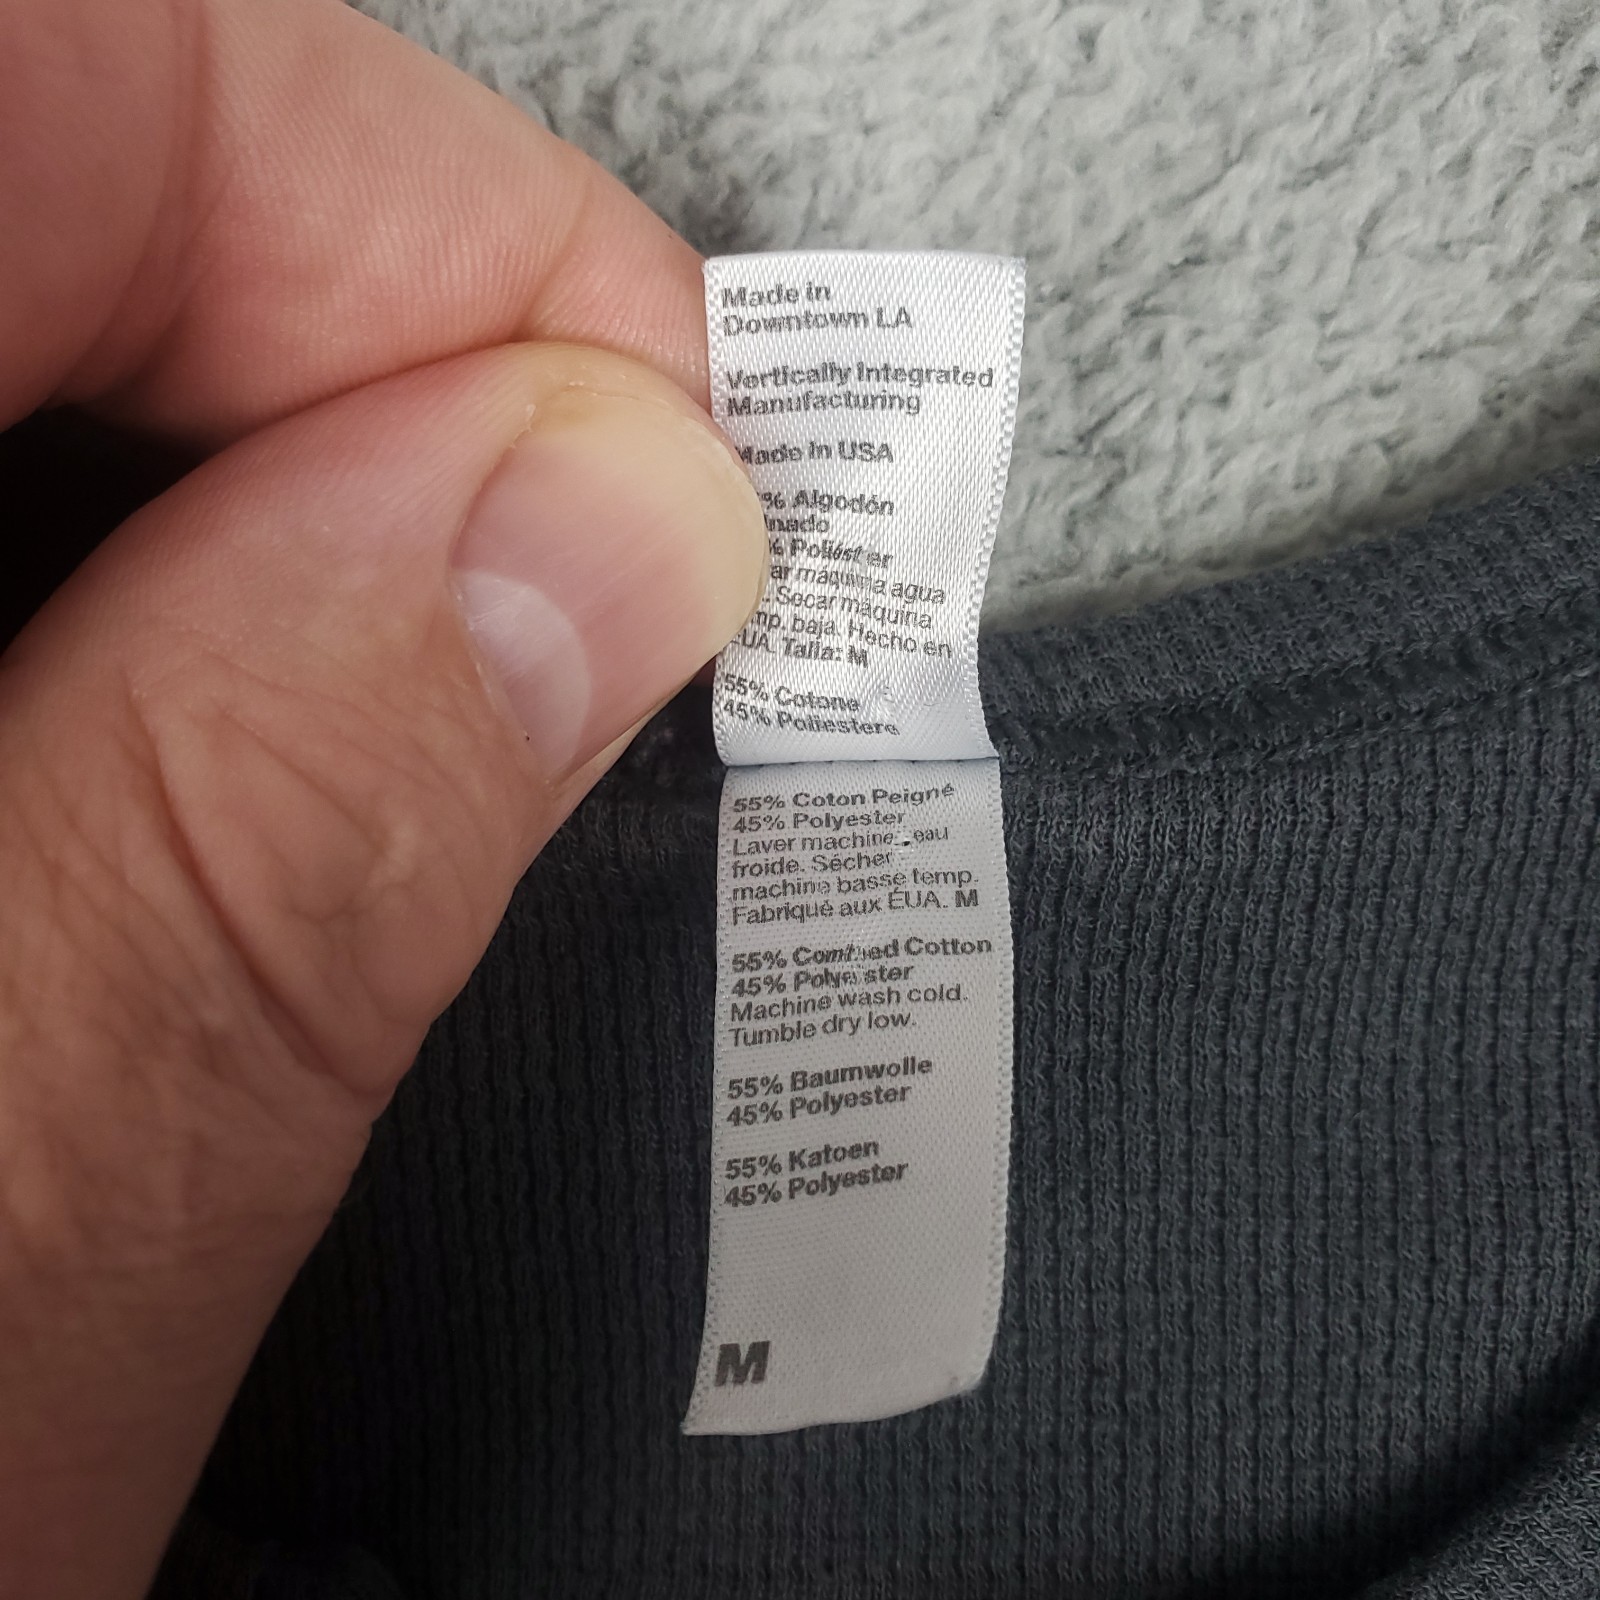 Made in
Downtown LA
Vertically Integrated
Manufacturing
Made in USA
% Algodón
% Poliéster
máquina agua
Secar máquina
baja. Hecho en
EUA. Talla: M
55% Cotone
45% Poliestere
55% Coton Peigné
45% Polyester
Laver machine eau
froide. Sécher
machine basse temp.
Fabriqué aux ÉUA. M
55% Combed Cotton
45% Polyester
Machine wash cold.
Tumble dry low.
55% Baumwolle
45% Polyester
55% Katoen
45% Polyester
M